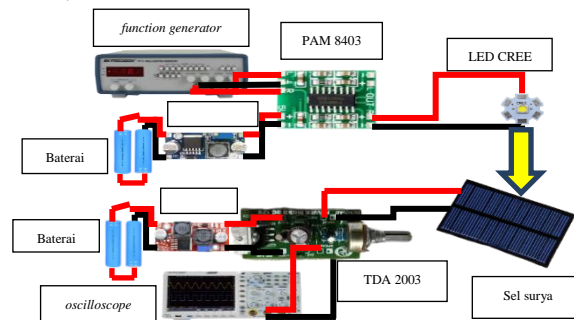 function generator
PAM 8403
LED CREE
Baterai
Baterai
TDA 2003
oscilloscope
Sel surya